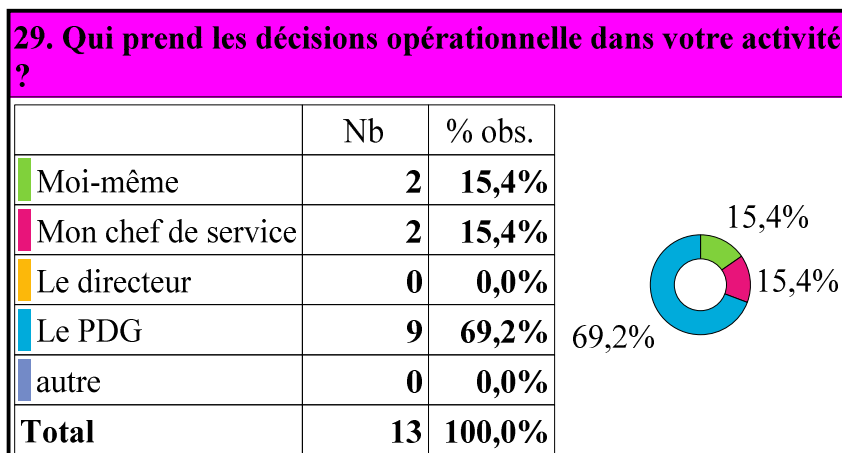 29. Qui prend les décisions opérationnelle dans votre activité
?
Nb % obs.
Moi-même 2 15,4%
Mon chef de service 2 15,4%
Le directeur 0 0,0%
Le PDG 9 69,2%
autre 0 0,0%
Total 13 100,0%
15,4%
15,4%
69,2%